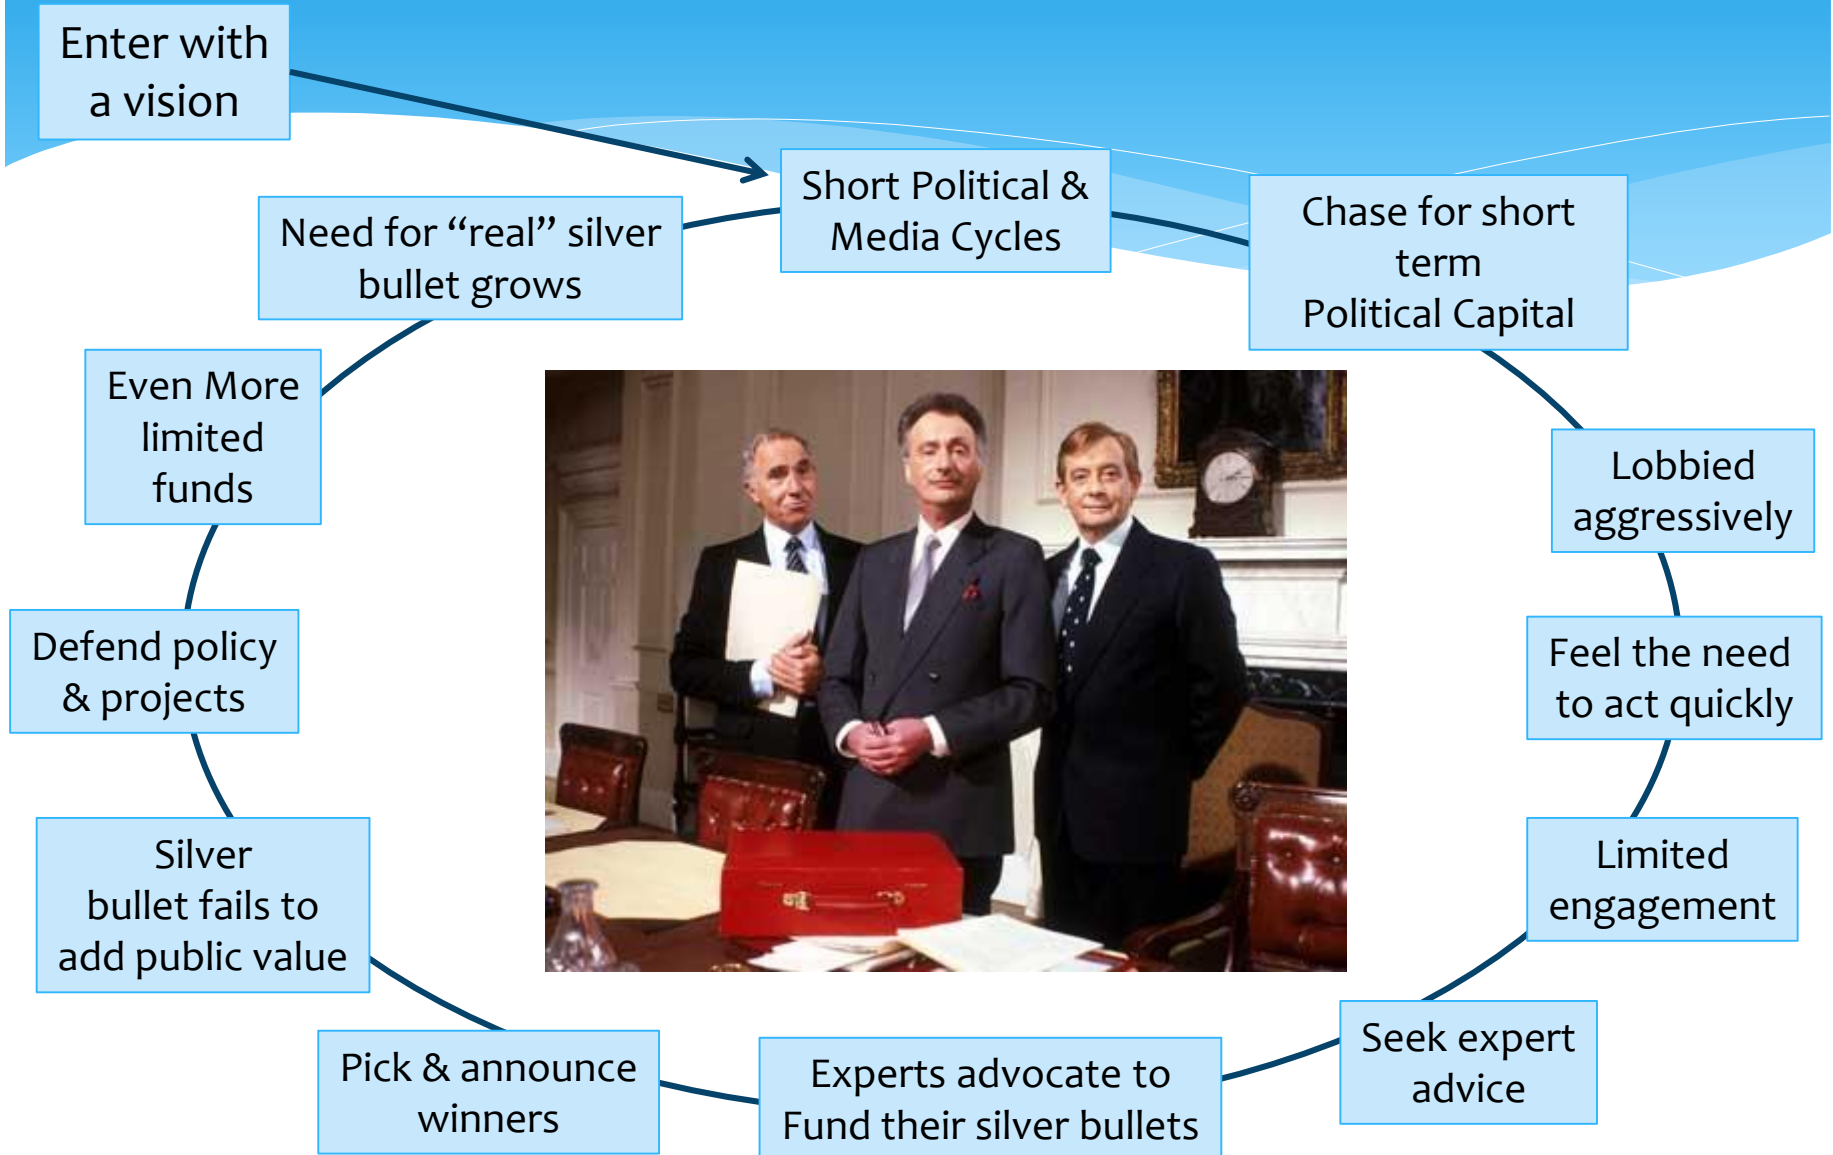 Enter with
a vision
Short Political &
Media Cycles
Chase for short
term
Political Capital
Lobbied
aggressively
Feel the need
to act quickly
Limited
engagement
Seek expert
advice
Experts advocate to
Fund their silver bullets
Pick & announce
winners
Silver
bullet fails to
add public value
Defend policy
& projects
Even More
limited
funds
Need for “real” silver
bullet grows